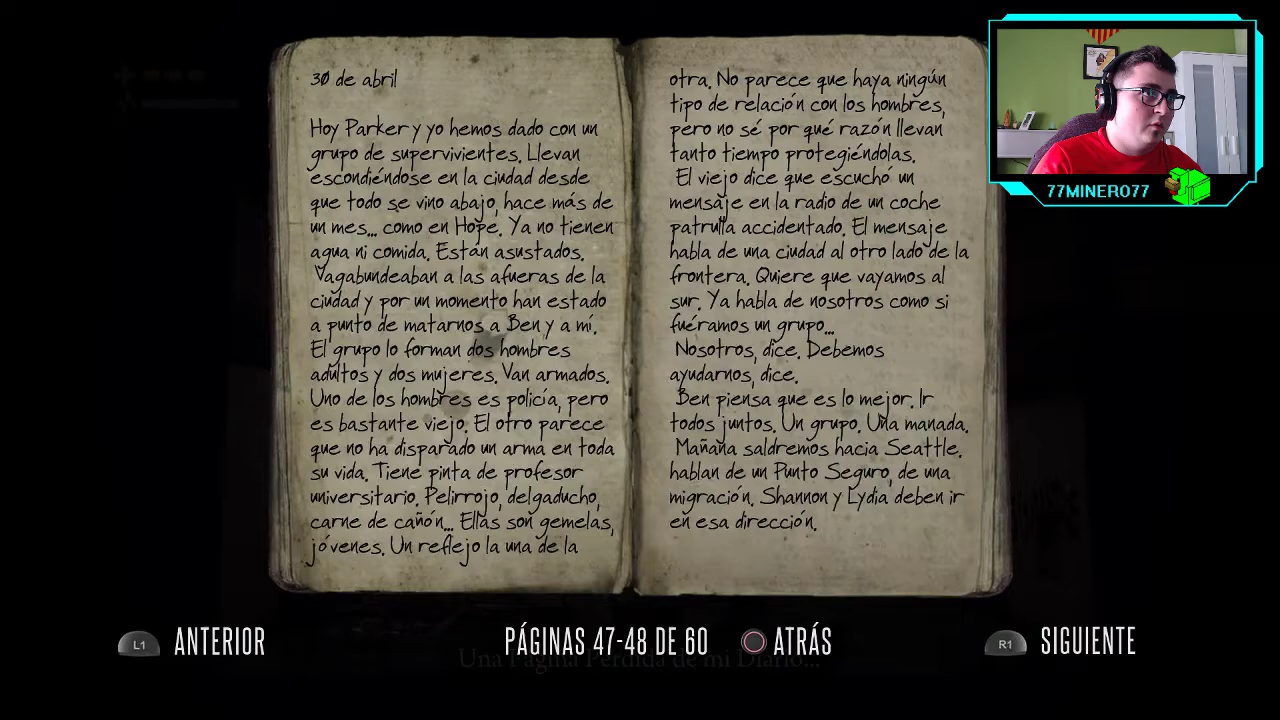 30 de abril
Hoy Parker y yo hemos dado con un
grupo de supervivientes. Llevan
escondiéndose en la ciudad desde
que todo se vino abajo, hace más de
un mes... como en Hope. Ya no tienen
agua ni comida. Están asustados.
Vagabundeaban a las afueras de la
ciudad y por un momento han estado
a punto de matarnos a Ben y a mí.
El grupo lo forman dos hombres
adultos y dos mujeres. Van armados.
Uno de los hombres es policía, pero
es bastante viejo. El otro parece
que no ha disparado un arma en toda
su vida. Tiene pinta de profesor
universitario. Pelirrojo, delgaducho,
carne de cañón... Ellas son gemelas,
jóvenes. Un reflejo la una de la
otra. No parece que haya ningún
tipo de relación con los hombres,
pero no sé por qué razón llevan
tanto tiempo protegiéndolas.
El viejo dice que escuchó un
mensaje en la radio de un coche
patrulla accidentado. El mensaje
habla de una ciudad al otro lado de la
frontera. Quiere que vayamos al
sur. Ya habla de nosotros como si
fuéramos un grupo...
Nosotros, dice. Debemos
ayudarnos, dice.
Ben piensa que es lo mejor. Ir
todos juntos. Un grupo. Una manada.
Mañana saldremos hacia Seattle.
hablan de un Punto Seguro, de una
migración. Shannon y Lydia deben ir
en esa dirección.
77MINERO77
L1 ANTERIOR
PÁGINAS 47-48 DE 60
ATRÁS
R1 SIGUIENTE
Una Página Perdida de mi Diario...